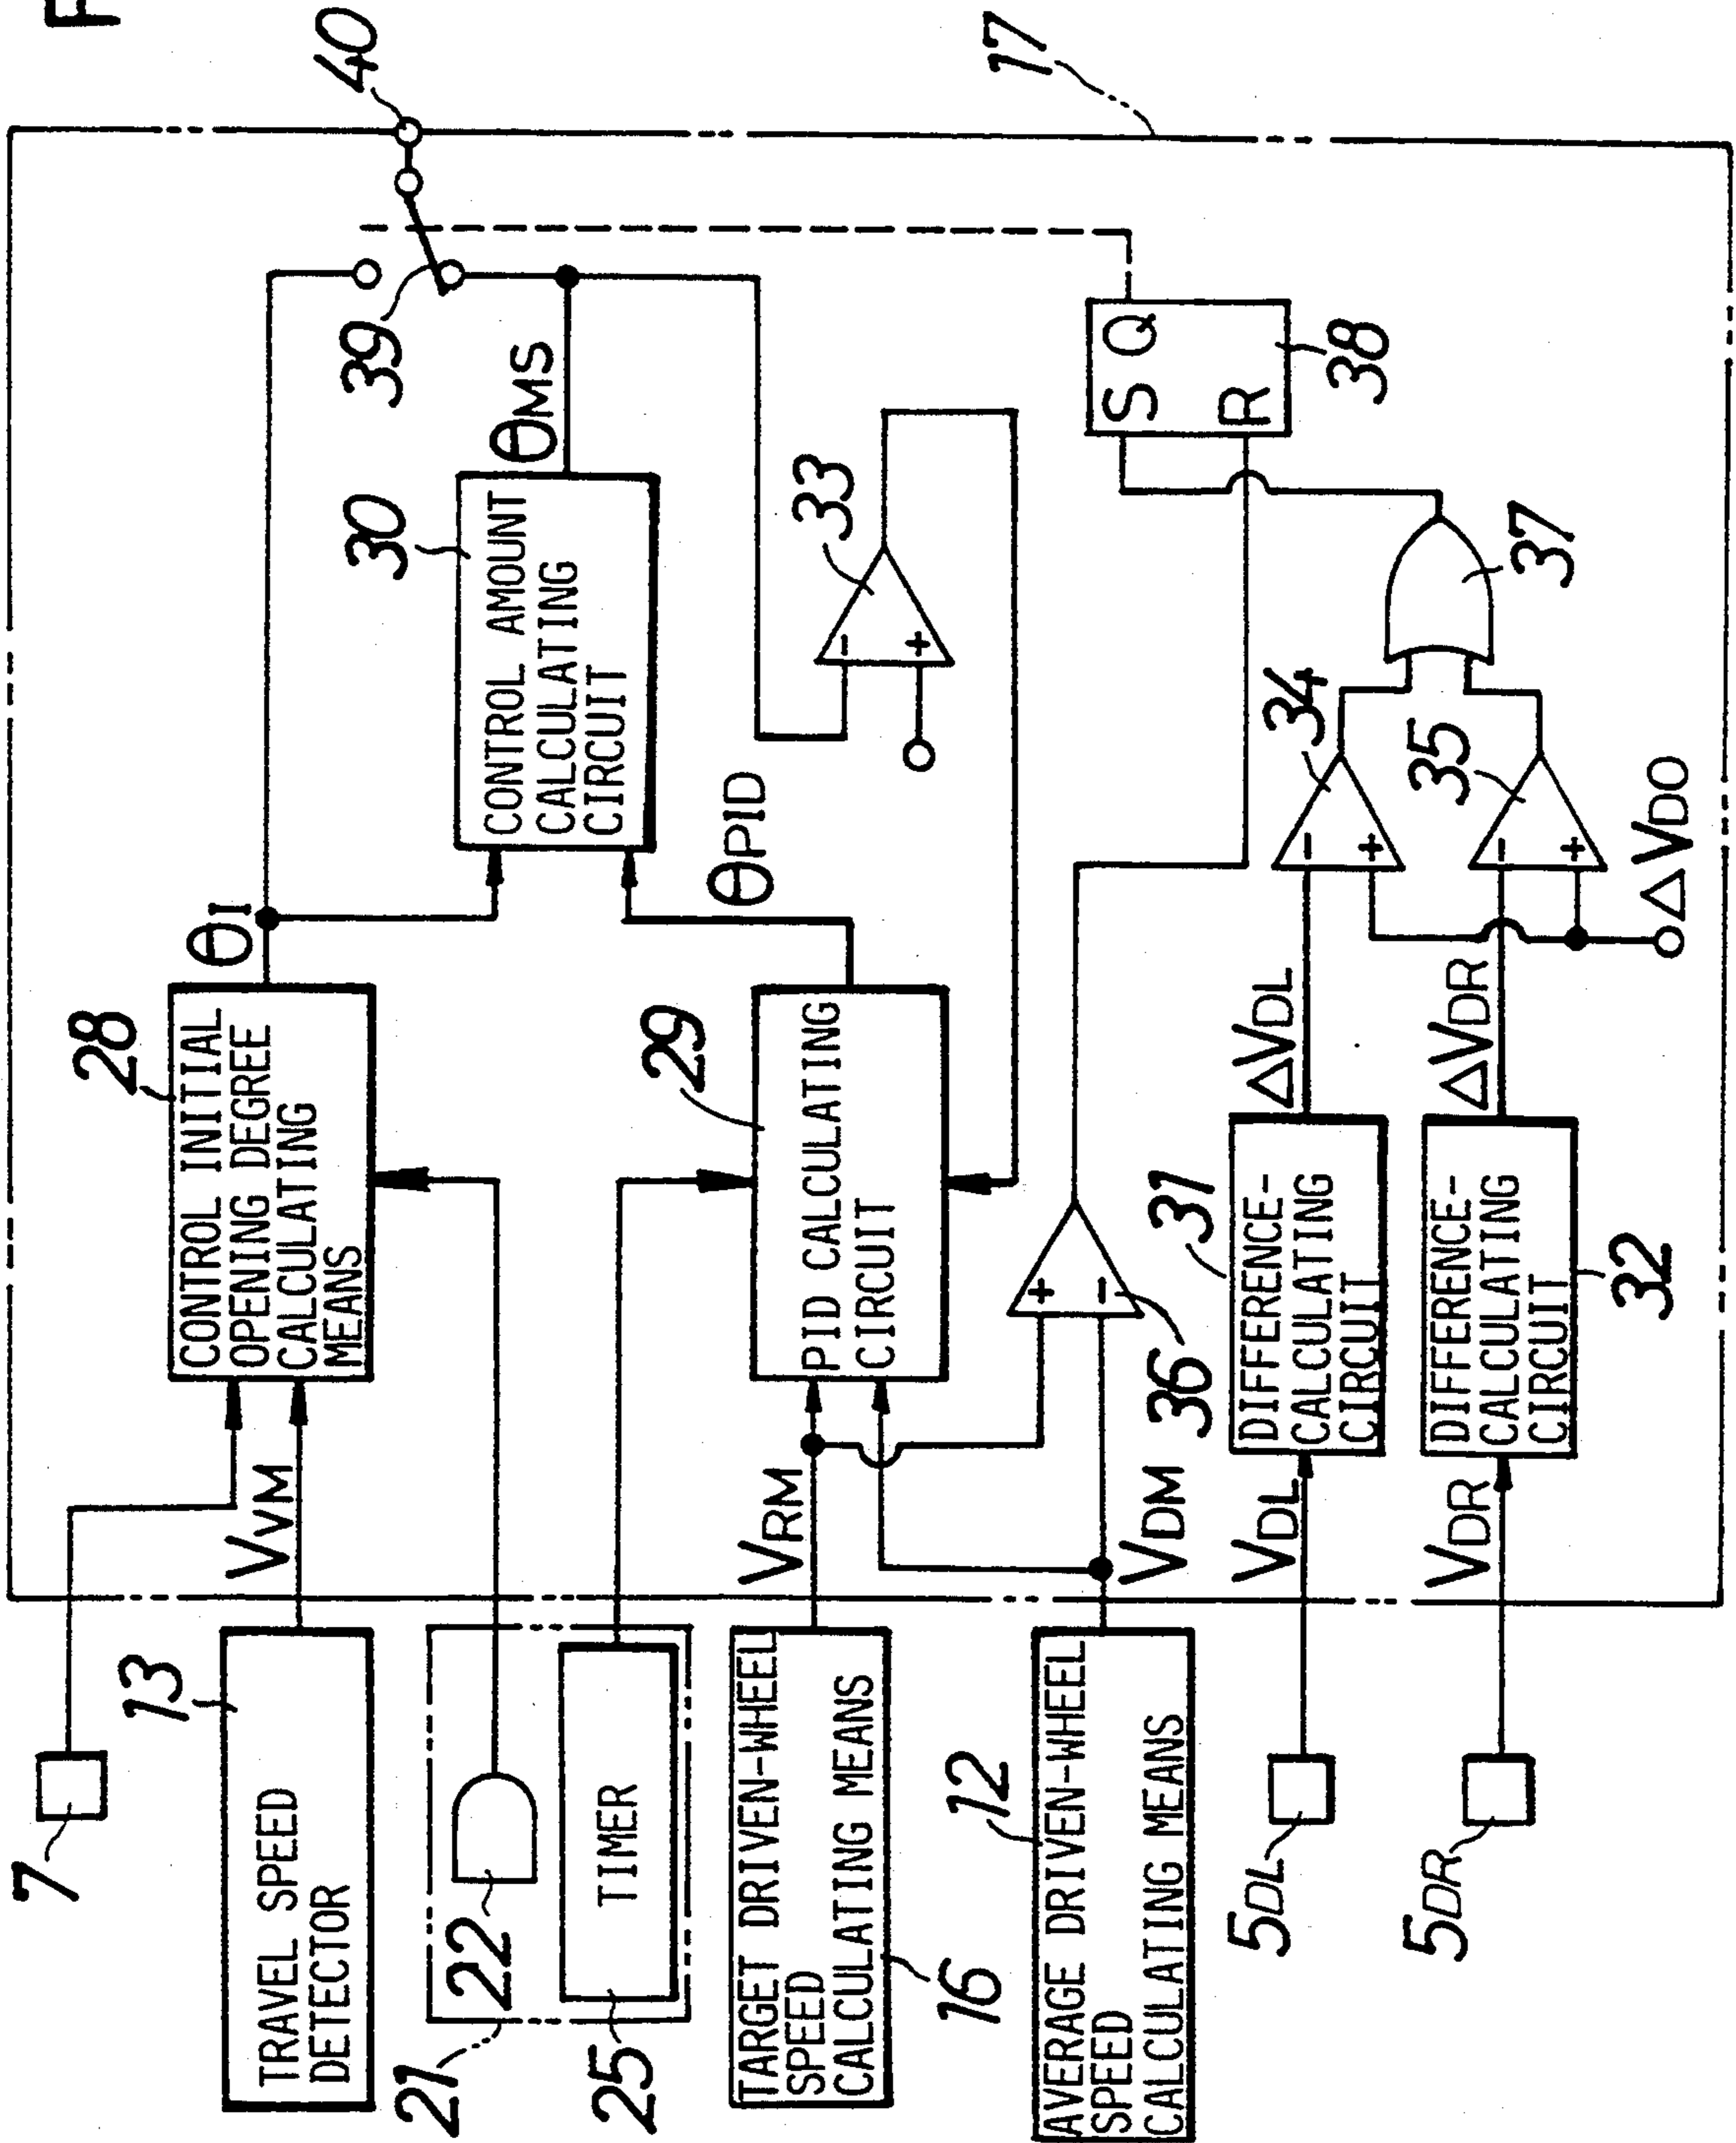 F
7
13
TRAVEL SPEED
DETECTOR
VVM
28
CONTROL INITIAL
OPENING DEGREE
CALCULATING
MEANS
θI
39
40
21
22
25
TIMER
30
CONTROL AMOUNT
CALCULATING
CIRCUIT
θMS
TARGET DRIVEN-WHEEL
SPEED
CALCULATING MEANS
16
VRM
29
PID CALCULATING
CIRCUIT
θPID
33
-
+
17
12
AVERAGE DRIVEN-WHEEL
SPEED
CALCULATING MEANS
VDM
36
+
-
S Q
R
38
5DL
VDL
31
DIFFERENCE-
CALCULATING
CIRCUIT
ΔVDL
34
-
+
37
5DR
VDR
32
DIFFERENCE-
CALCULATING
CIRCUIT
ΔVDR
35
-
+
ΔVDO